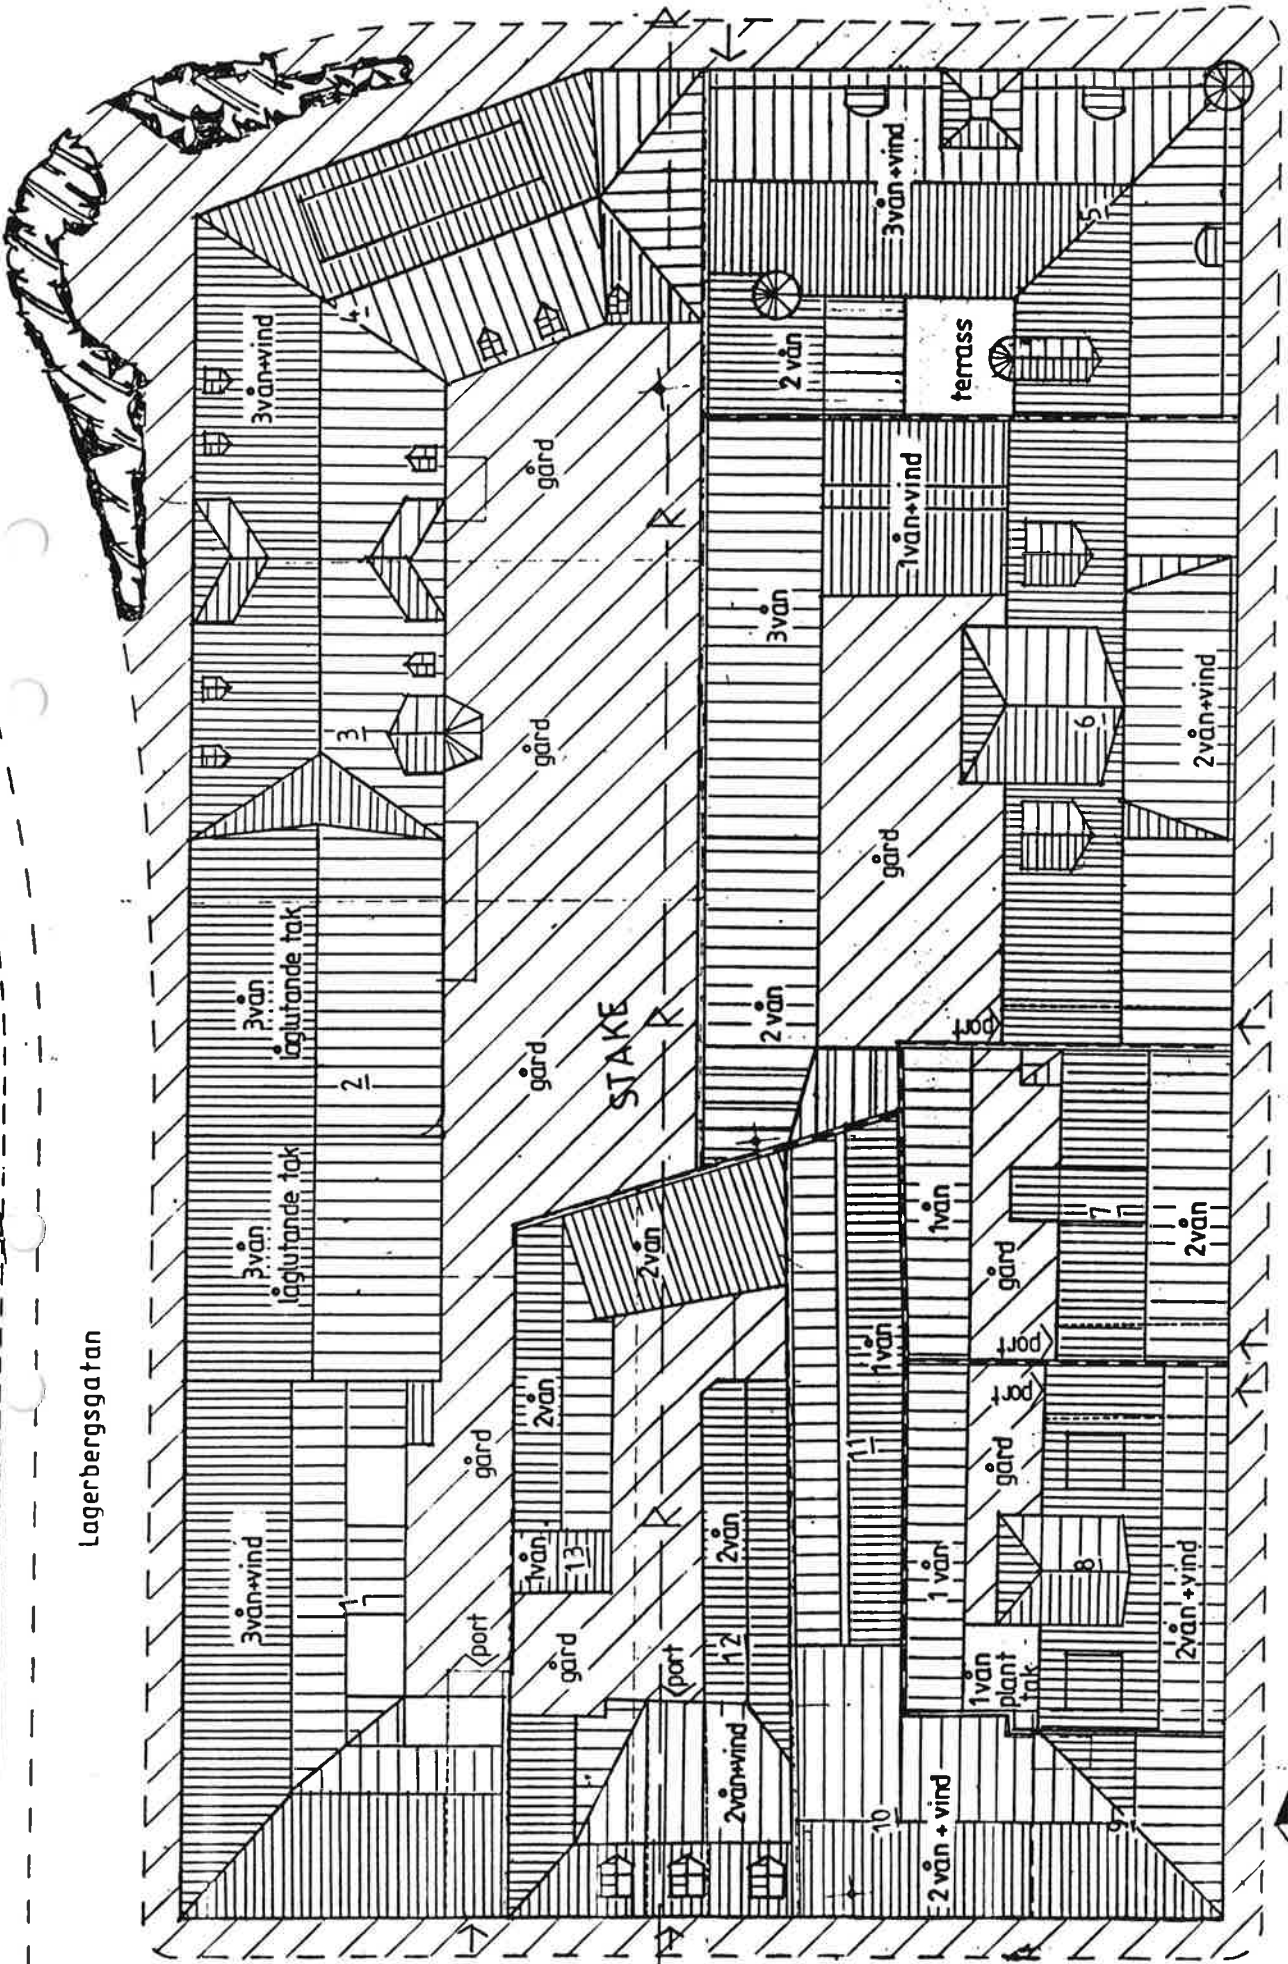 Lagerbergsgatan
3vån+vind
4
3vån+vind
5
2 vån
terrass
gård
1vån+vind
3vån
3
gård
6
2vån+vind
gård
3vån
låglutande tak
2
gård
STAKE
2vån
port
3vån
låglutande tak
2vån
1vån
gård
7
2vån
1vån
port
port
2vån
gård
11
gård
3vån+vind
1
1vån
13
2vån
1 vån
8
2vån+vind
port
gård
port
12
1vån
plant
tak
2vån+vind
10
2 vån + vind
9
R
R
R
R